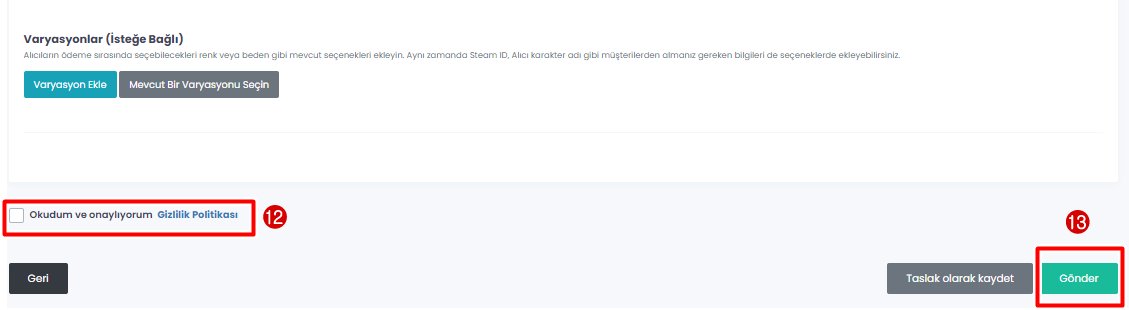 Varyasyonlar (İsteğe Bağlı)
Alıcıların ödeme sırasında seçebilecekleri renk veya beden gibi mevcut seçenekleri ekleyin. Aynı zamanda Steam ID, Alıcı karakter adı gibi müşterilerden almanız gereken bilgileri de seçeneklerde ekleyebilirsiniz.
Varyasyon Ekle Mevcut Bir Varyasyonu Seçin
Okudum ve onaylıyorum Gizlilik Politikası 12
13
Geri Taslak olarak kaydet Gönder